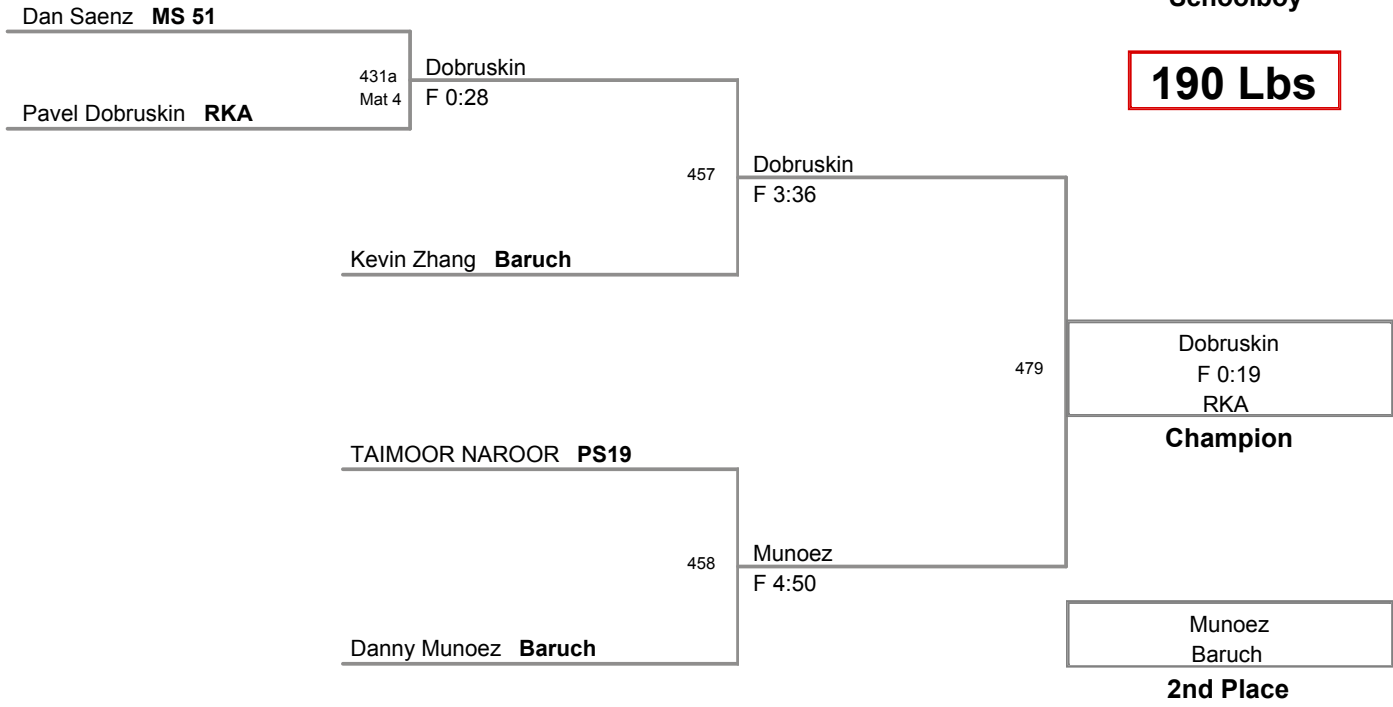 Schoolboy
190 Lbs
Dan Saenz MS 51
431a
Mat 4
Dobruskin
F 0:28
Pavel Dobruskin RKA
457
Dobruskin
F 3:36
Kevin Zhang Baruch
479
Dobruskin
F 0:19
RKA
Champion
TAIMOOR NAROOR PS19
458
Munoez
F 4:50
Danny Munoez Baruch
Munoez
Baruch
2nd Place